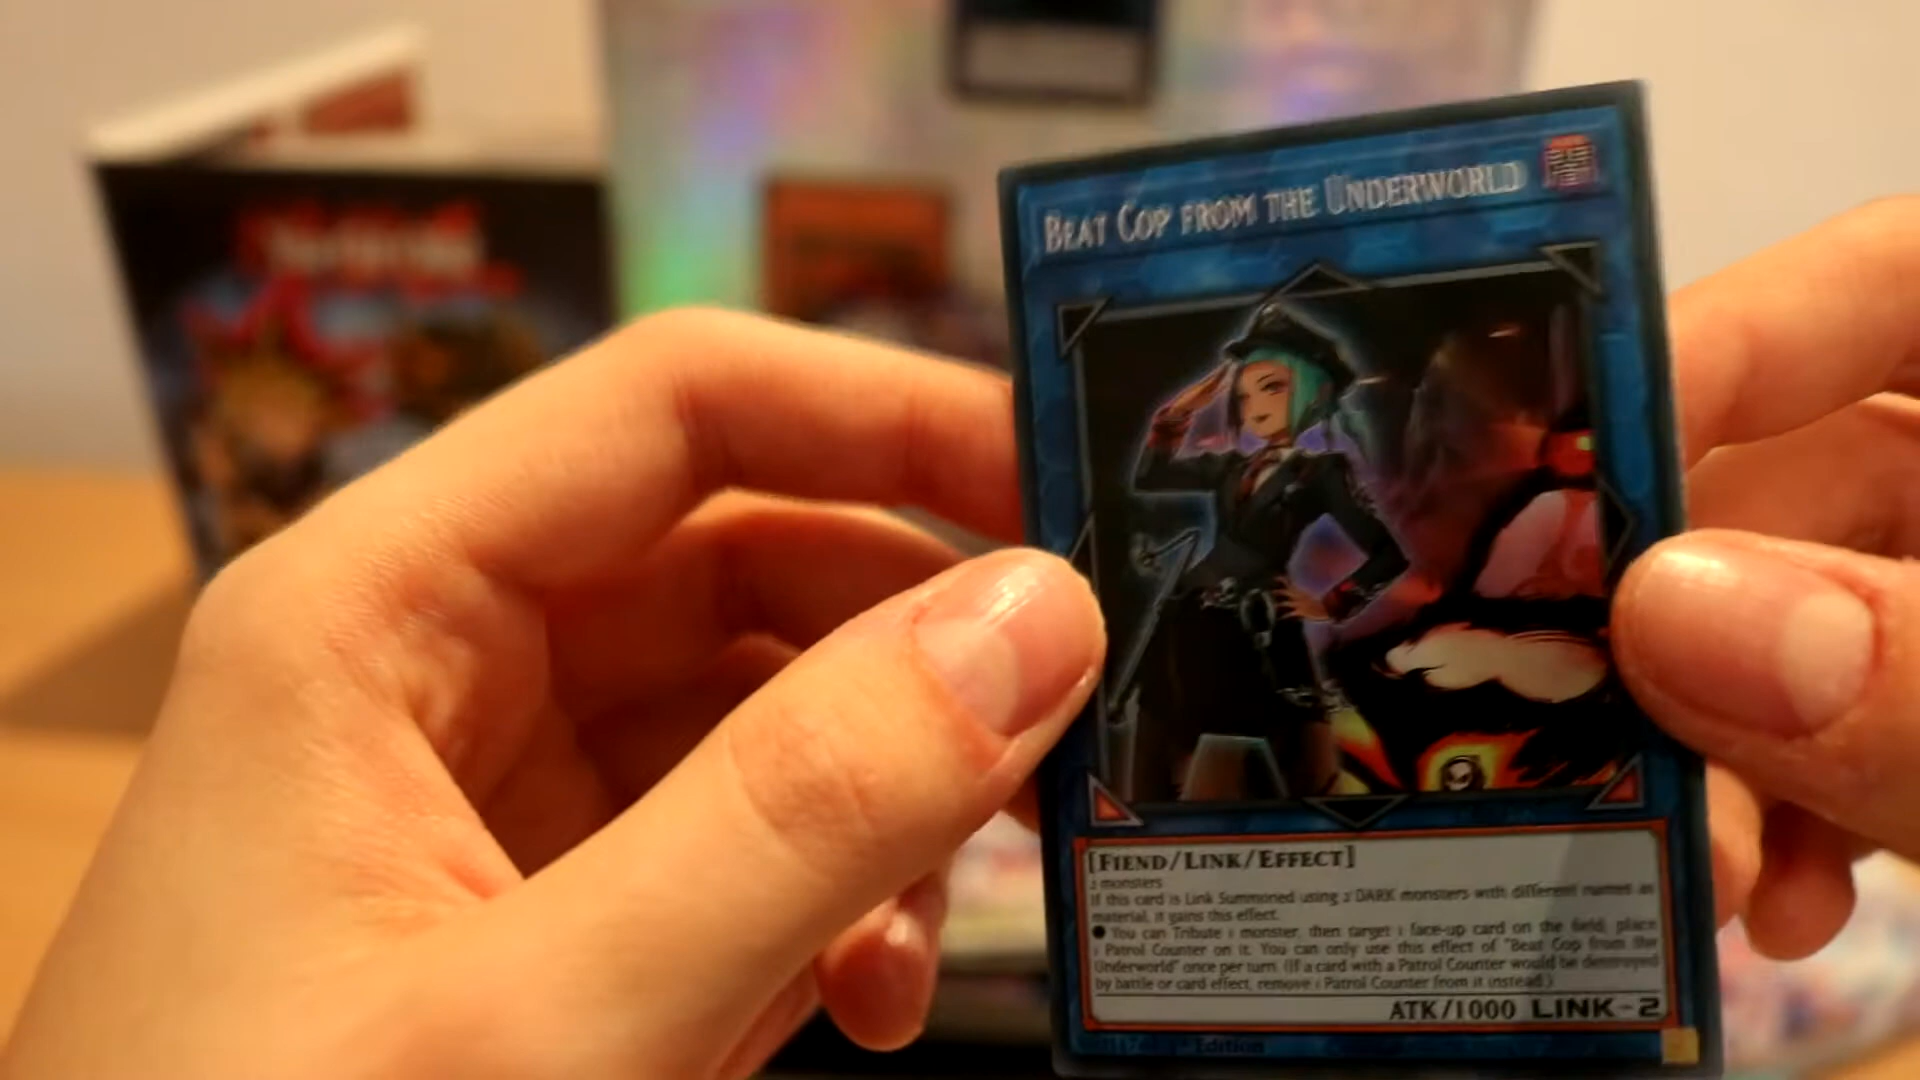 BEAT COP FROM THE UNDERWORLD
[FIEND/LINK/EFFECT]
2 monsters
If this card is Link Summoned using 2 DARK monsters with different names as
material, it gains this effect.
● You can Tribute 1 monster, then target 1 face-up card on the field; place
1 Patrol Counter on it. You can only use this effect of "Beat Cop from the
Underworld" once per turn. (If a card with a Patrol Counter would be destroyed
by battle or card effect, remove 1 Patrol Counter from it instead.)
ATK/1000 LINK-2
Edition